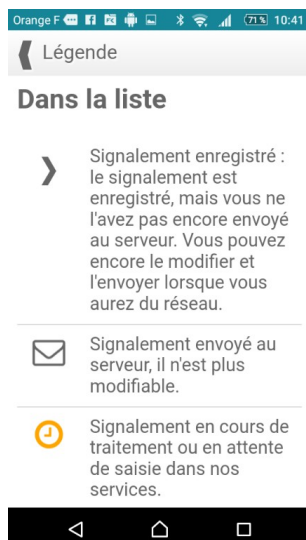 Orange F 71% 10:41
Légende
Dans la liste
Signalement enregistré :
le signalement est
enregistré, mais vous ne
l'avez pas encore envoyé
au serveur. Vous pouvez
encore le modifier et
l'envoyer lorsque vous
aurez du réseau.
Signalement envoyé au
serveur, il n'est plus
modifiable.
Signalement en cours de
traitement ou en attente
de saisie dans nos
services.